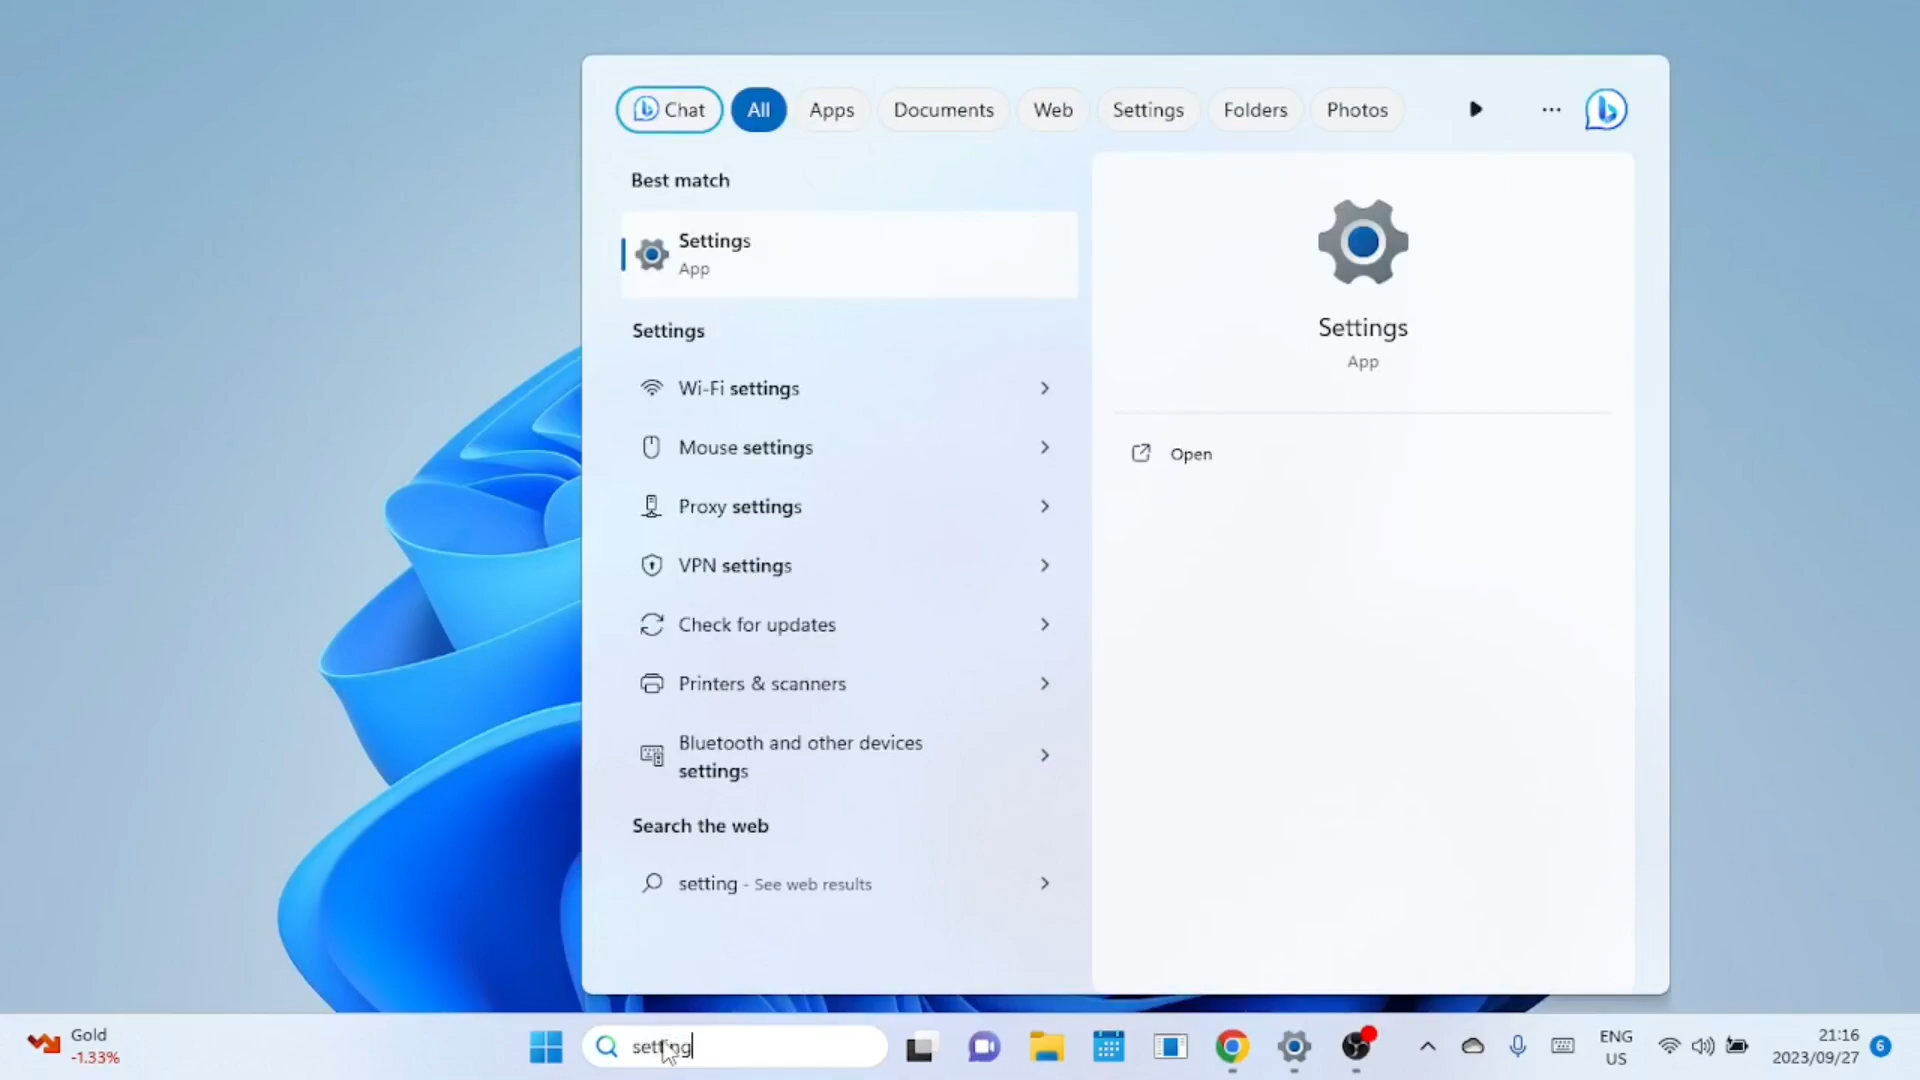 Chat All Apps Documents Web Settings Folders Photos ...
Best match
Settings
App
Settings
Wi-Fi settings
Mouse settings
Proxy settings
VPN settings
Check for updates
Printers & scanners
Bluetooth and other devices
settings
Search the web
setting - See web results
Settings
App
Open
Gold
-1.33%
setting
ENG
US
21:16
2023/09/27
6